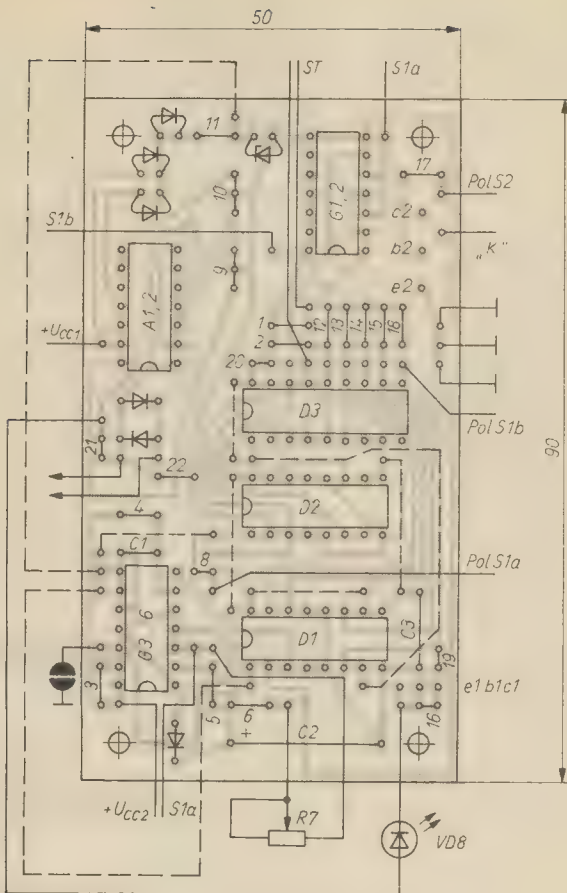 50
ST
S1a
11
17
10
G1,2
Pol S2
c2
S1b
b2
„K"
9
A1,2
e2
+UCC1
1
12
13
14
15
18
2
20
D3
Pol S1b
90
21
22
D2
4
C1
8
Pol S1a
G3
6
D1
C3
19
3
e1 b1 c1
5
6
16
+
C2
+UCC2
S1a
R7
VD8